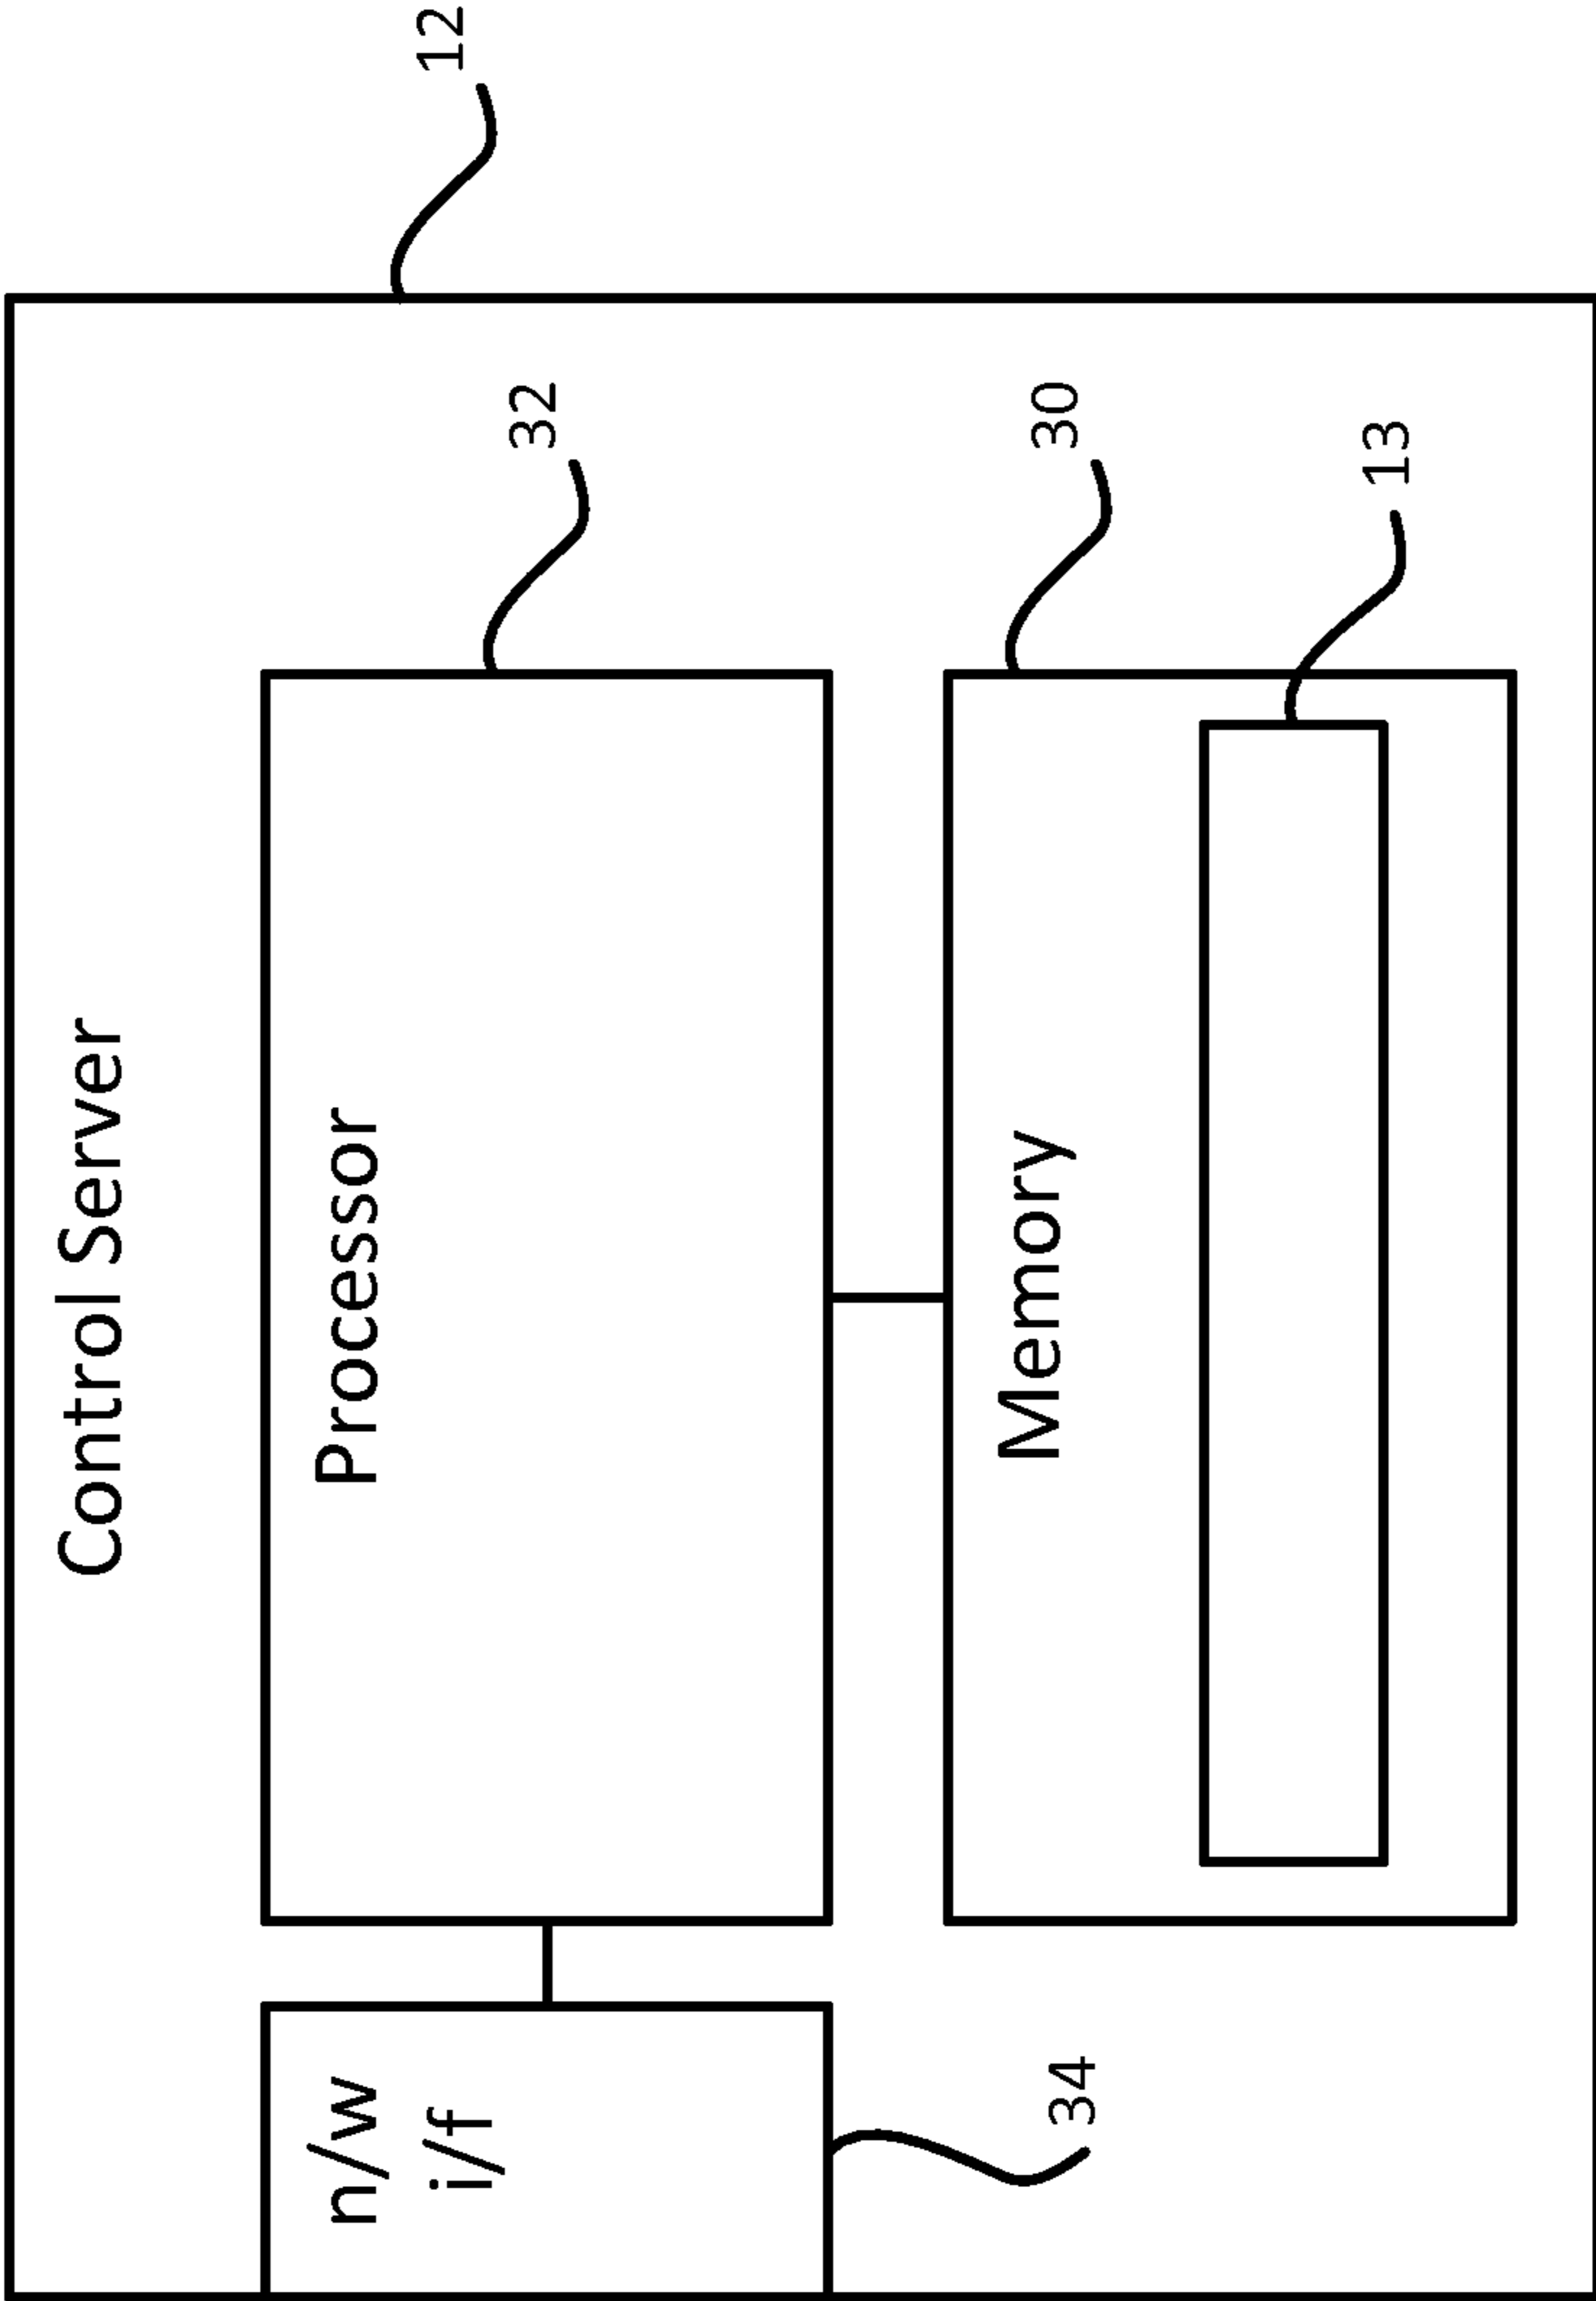 Control Server
12
n/w
i/f
Processor
32
34
Memory
30
13